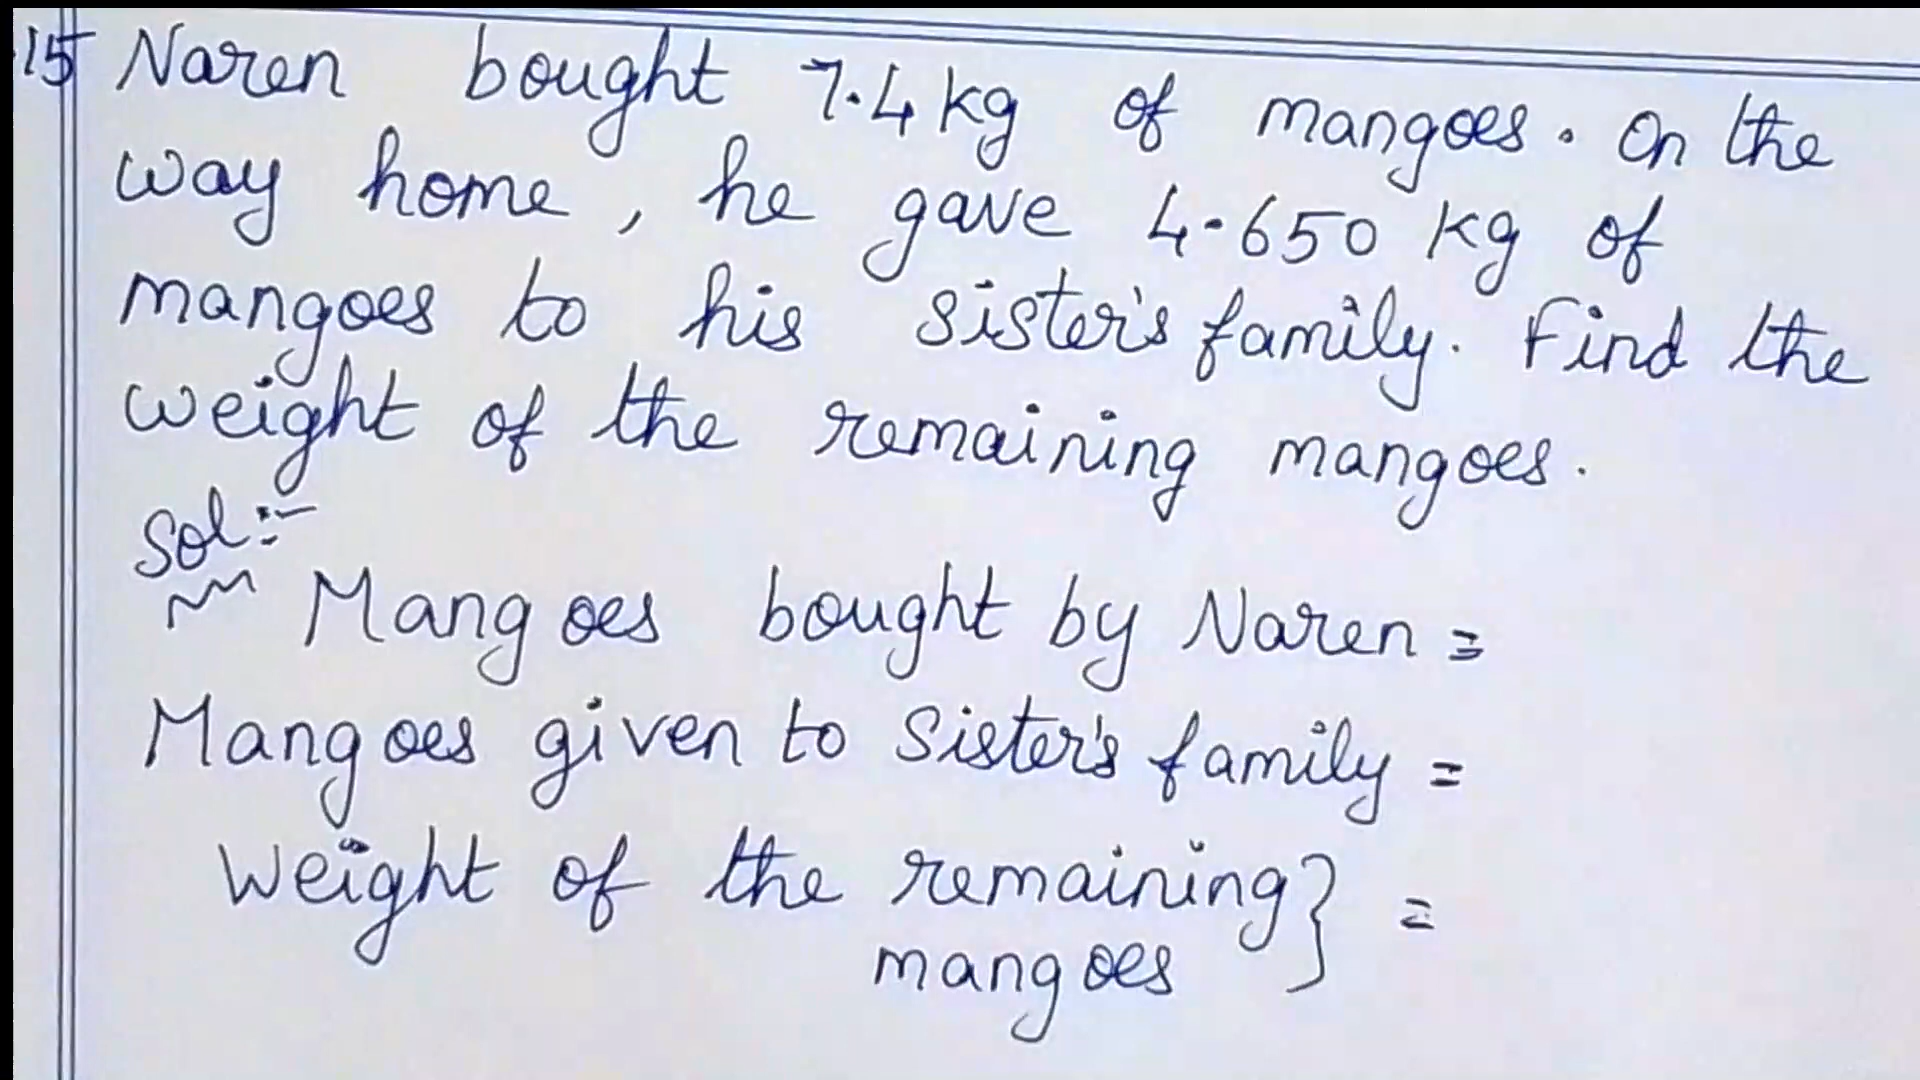 15 Naren bought 7.4 kg of mangoes. On the
way home, he gave 4.650 kg of
mangoes to his sister's family. Find the
weight of the remaining mangoes.
Sol:-
Mangoes bought by Naren =
Mangoes given to Sister's family =
Weight of the remaining } =
mangoes